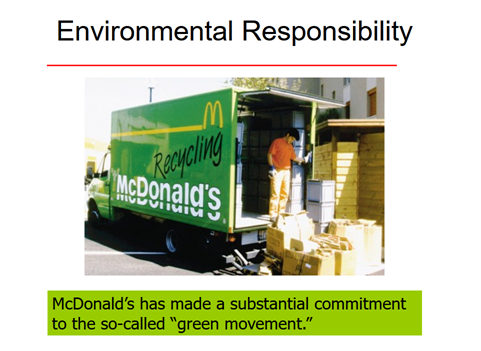 Environmental Responsibility
Recycling
McDonald's
McDonald’s has made a substantial commitment
to the so-called “green movement.”